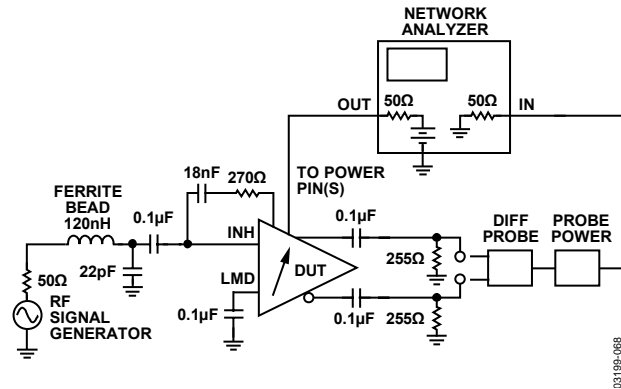 NETWORK
ANALYZER
OUT
50Ω
50Ω
IN
18nF
270Ω
TO POWER
PIN(S)
FERRITE
BEAD
120nH
0.1µF
0.1µF
INH
DIFF
PROBE
PROBE
POWER
255Ω
LMD
DUT
50Ω
22pF
RF
SIGNAL
GENERATOR
0.1µF
0.1µF
255Ω
03199-068